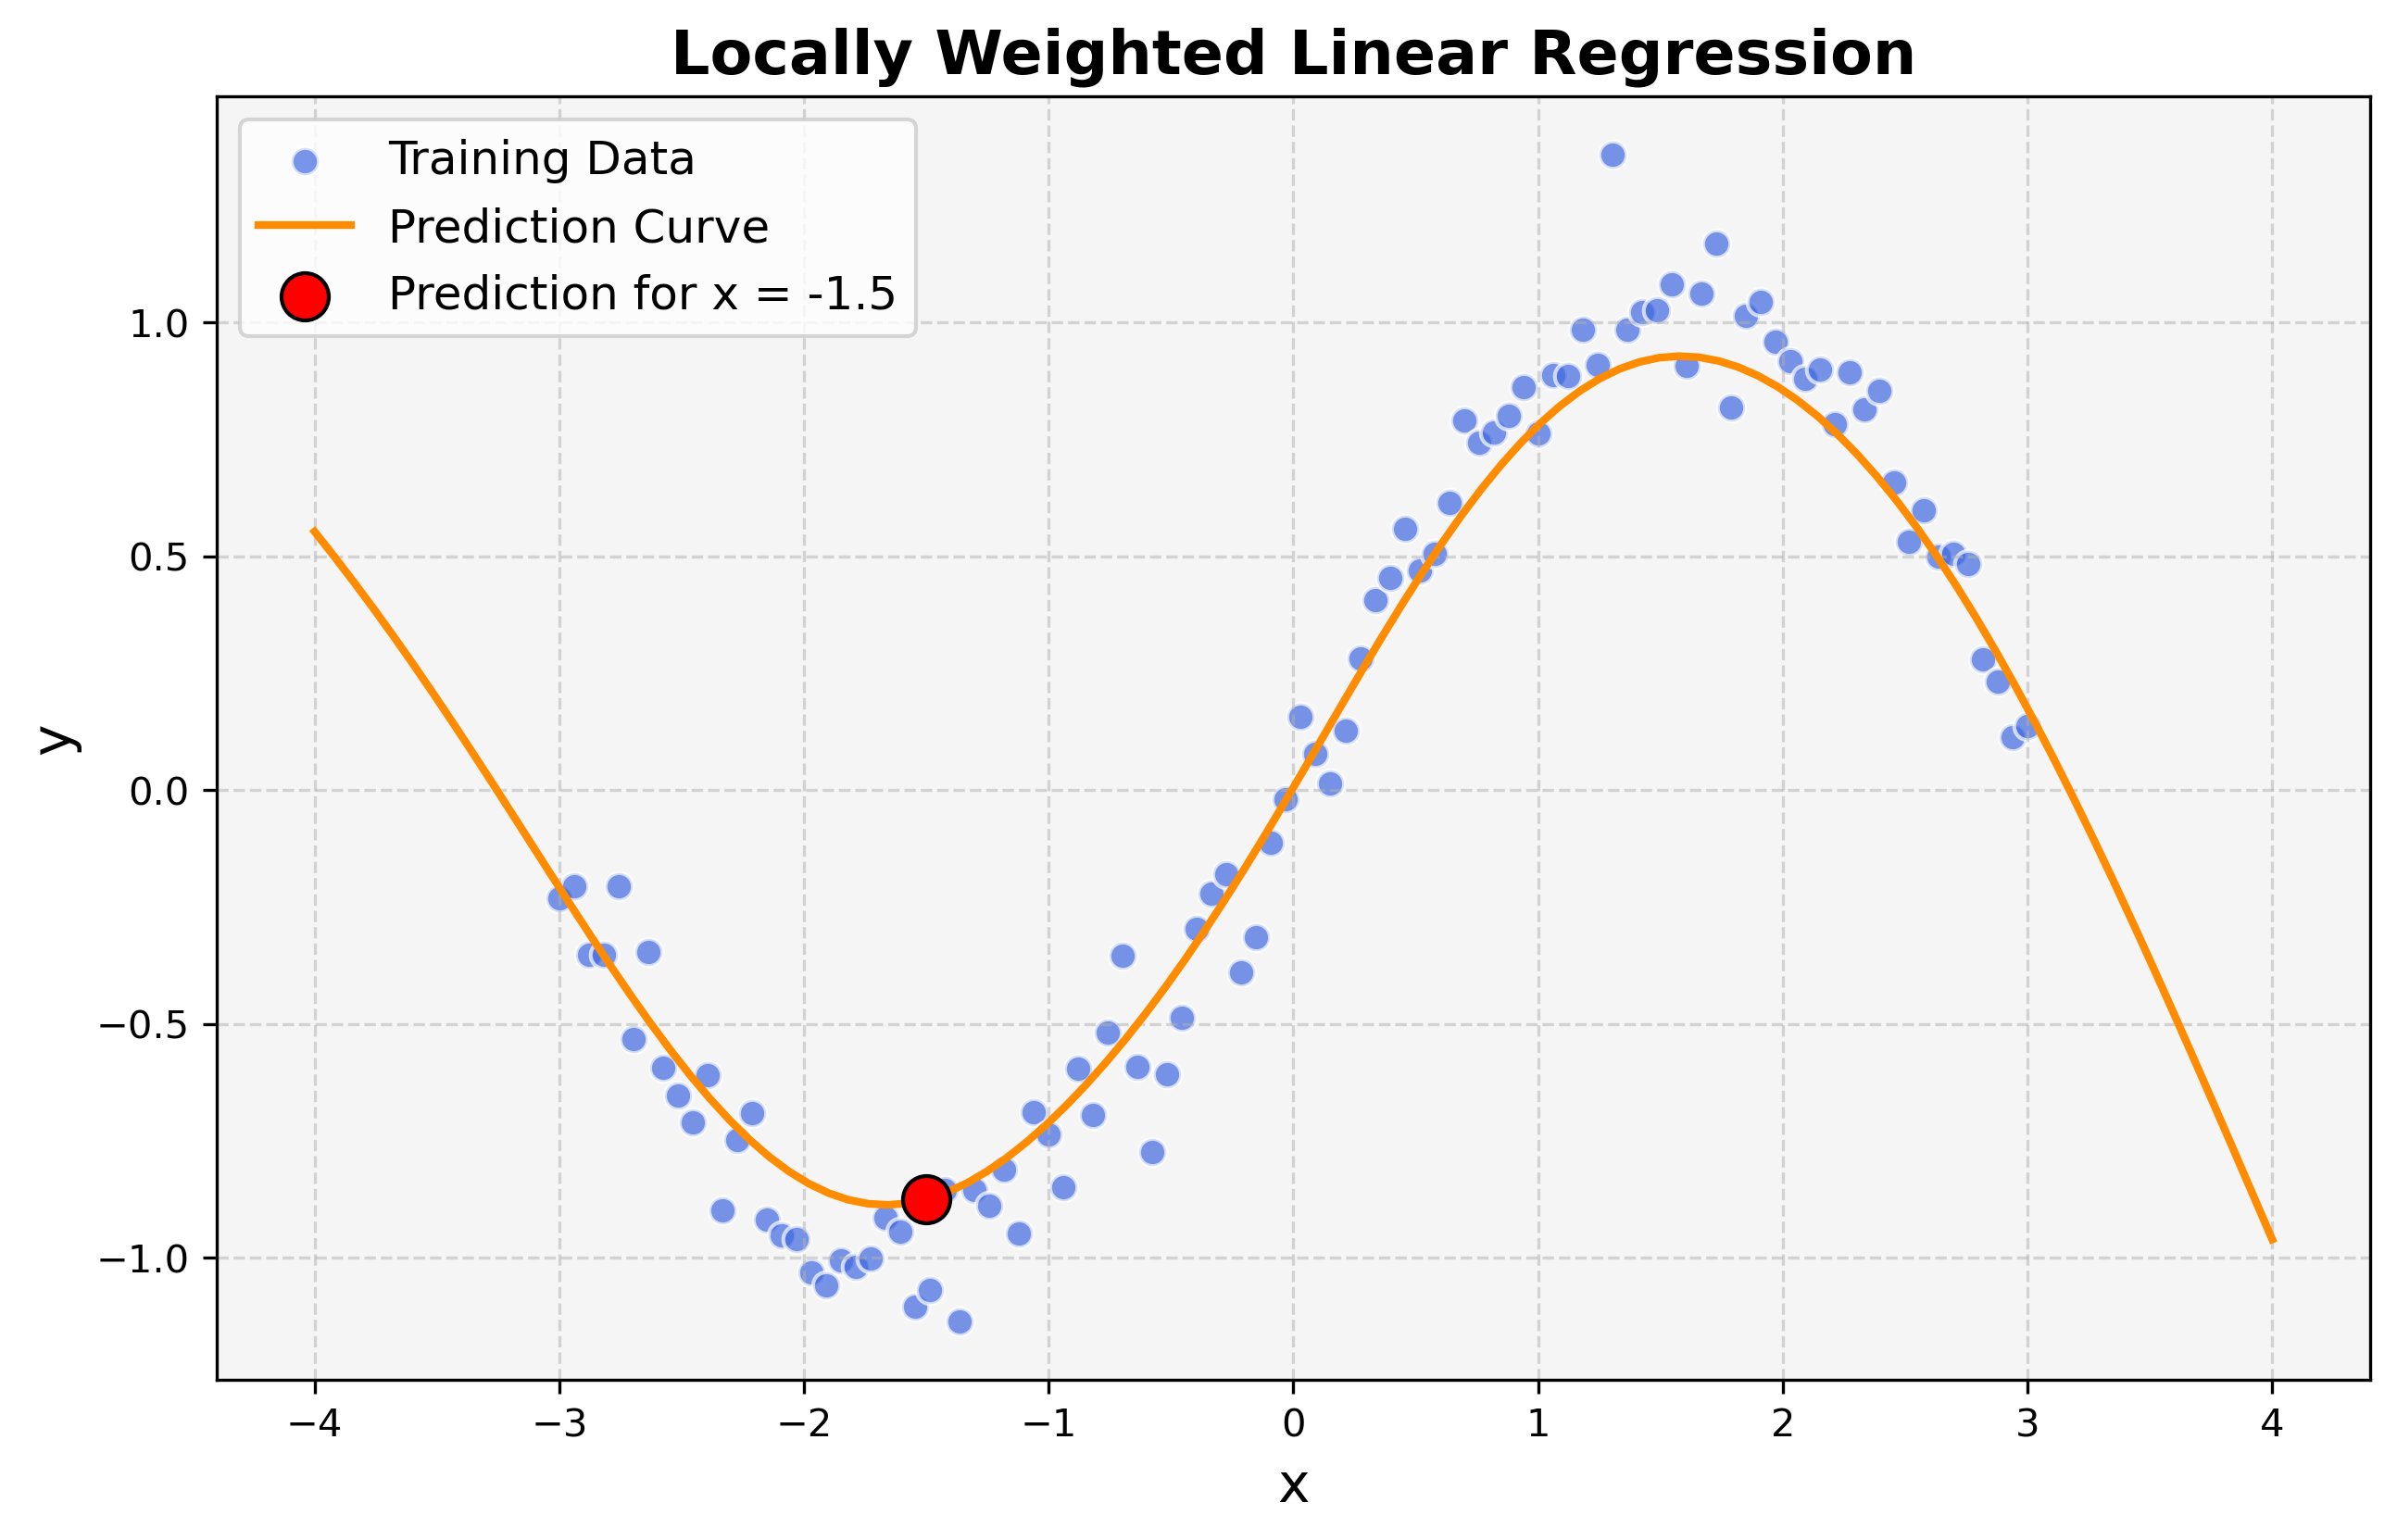 Locally Weighted Linear Regression
Training Data
Prediction Curve
Prediction for x = -1.5
1.0
0.5
0.0
−0.5
−1.0
y
−4 −3 −2 −1 0 1 2 3 4
x